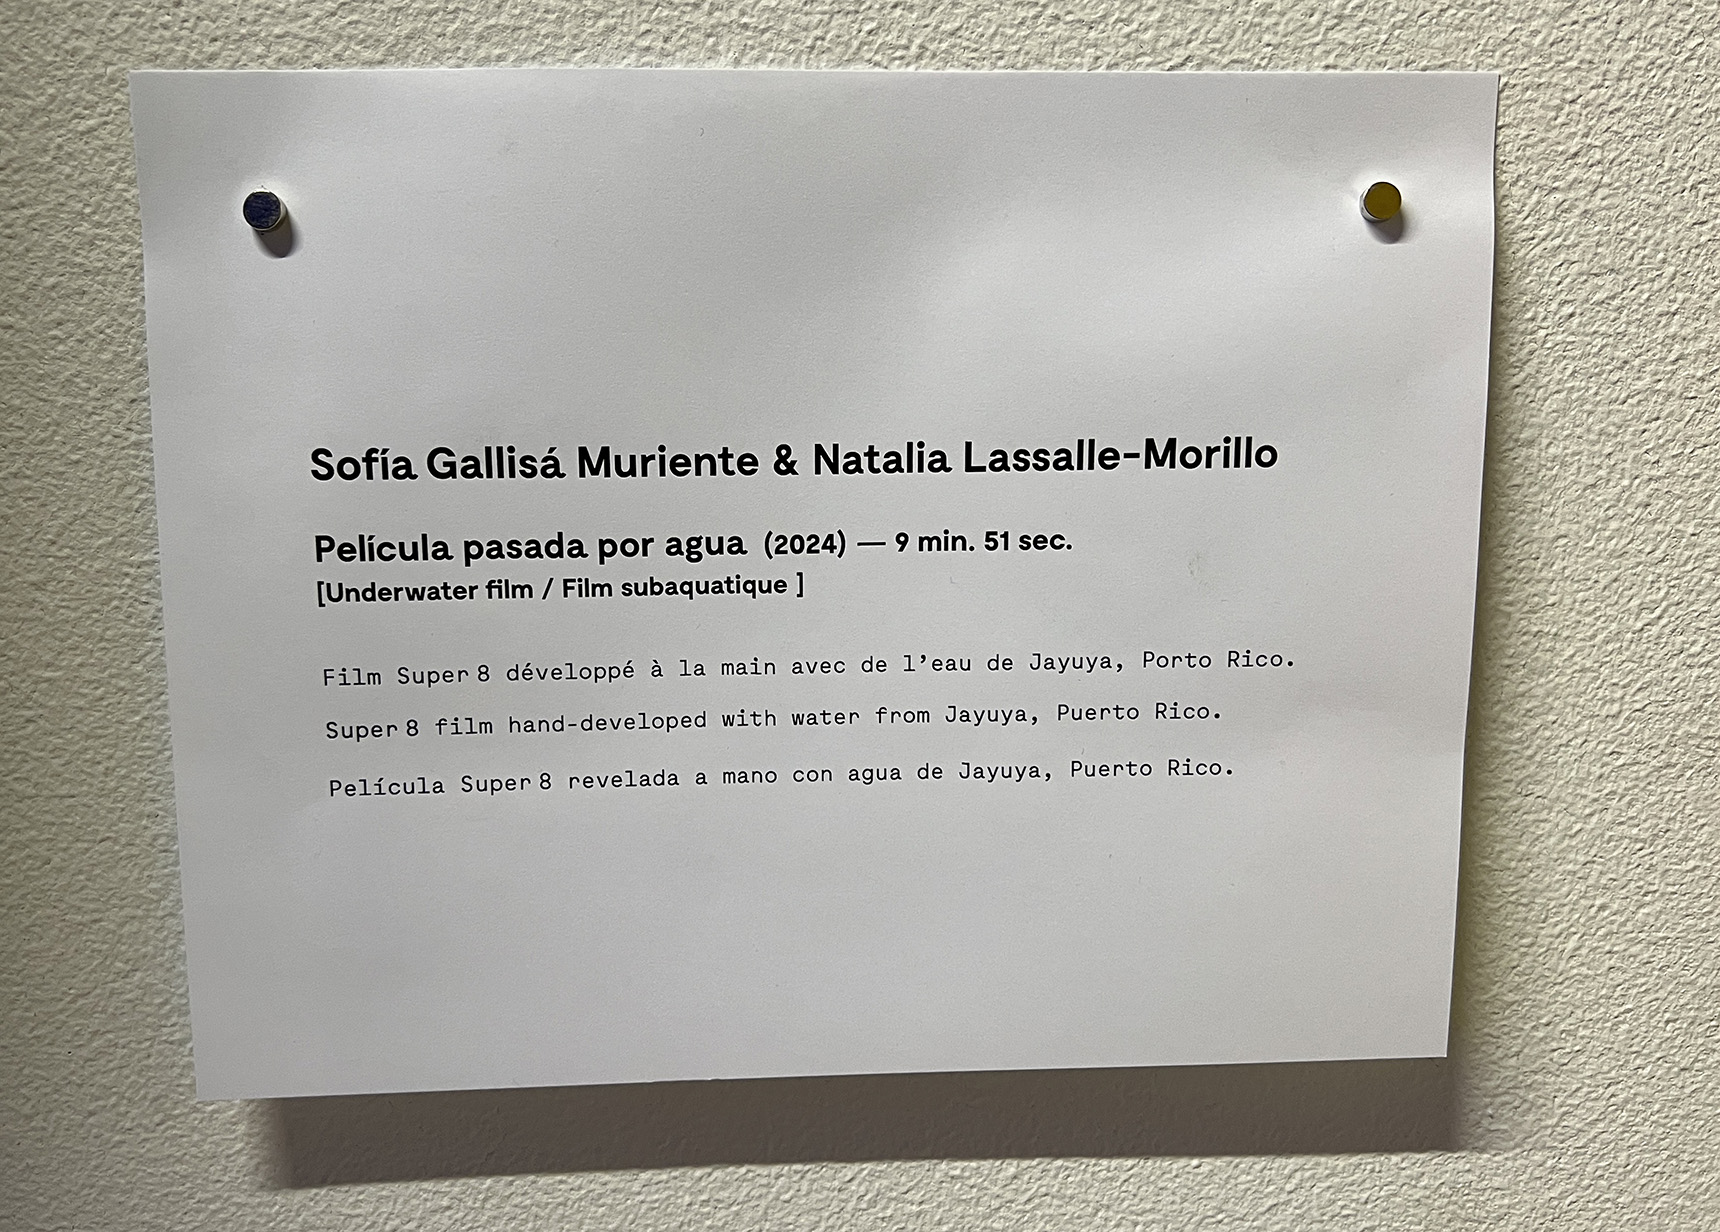 Sofía Gallisá Muriente & Natalia Lassalle-Morillo
Película pasada por agua (2024) — 9 min. 51 sec.
[Underwater film / Film subaquatique ]
Film Super 8 développé à la main avec de l'eau de Jayuya, Porto Rico.
Super 8 film hand-developed with water from Jayuya, Puerto Rico.
Película Super 8 revelada a mano con agua de Jayuya, Puerto Rico.